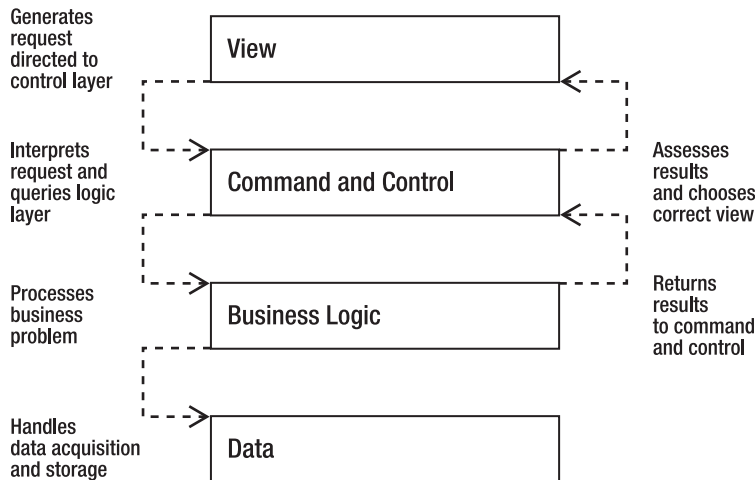 Generates
request
directed to
control layer
View
Interprets
request and
queries logic
layer
Command and Control
Assesses
results
and chooses
correct view
Processes
business
problem
Business Logic
Returns
results
to command
and control
Handles
data acquisition
and storage
Data